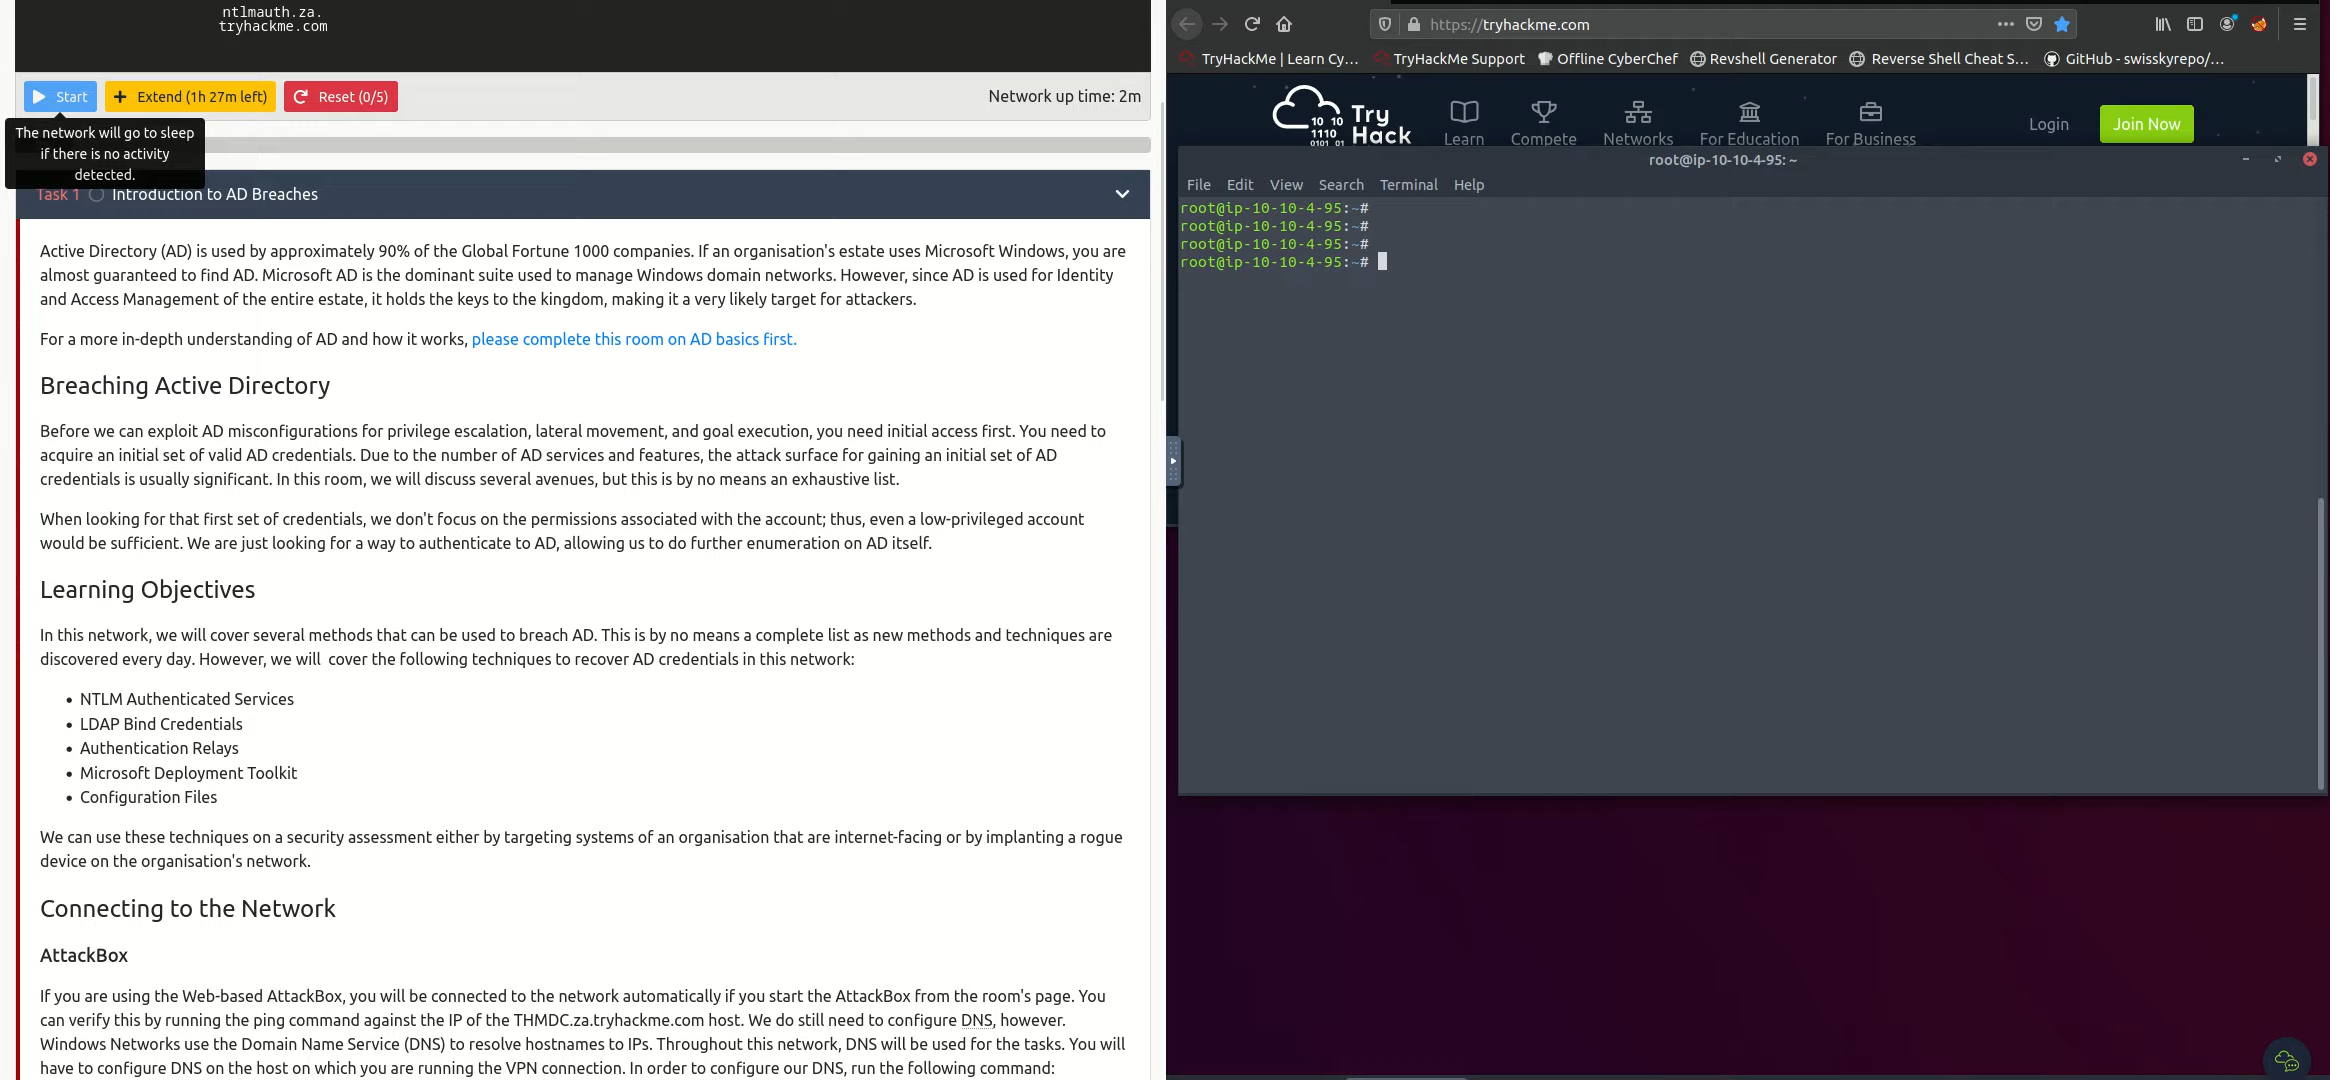 ntlmauth.za.
tryhackme.com
Start
Extend (1h 27m left)
Reset (0/5)
Network up time: 2m
The network will go to sleep
if there is no activity
detected.
Task 1
Introduction to AD Breaches
Active Directory (AD) is used by approximately 90% of the Global Fortune 1000 companies. If an organisation's estate uses Microsoft Windows, you are
almost guaranteed to find AD. Microsoft AD is the dominant suite used to manage Windows domain networks. However, since AD is used for Identity
and Access Management of the entire estate, it holds the keys to the kingdom, making it a very likely target for attackers.
For a more in-depth understanding of AD and how it works, please complete this room on AD basics first.
Breaching Active Directory
Before we can exploit AD misconfigurations for privilege escalation, lateral movement, and goal execution, you need initial access first. You need to
acquire an initial set of valid AD credentials. Due to the number of AD services and features, the attack surface for gaining an initial set of AD
credentials is usually significant. In this room, we will discuss several avenues, but this is by no means an exhaustive list.
When looking for that first set of credentials, we don't focus on the permissions associated with the account; thus, even a low-privileged account
would be sufficient. We are just looking for a way to authenticate to AD, allowing us to do further enumeration on AD itself.
Learning Objectives
In this network, we will cover several methods that can be used to breach AD. This is by no means a complete list as new methods and techniques are
discovered every day. However, we will  cover the following techniques to recover AD credentials in this network:
• NTLM Authenticated Services
• LDAP Bind Credentials
• Authentication Relays
• Microsoft Deployment Toolkit
• Configuration Files
We can use these techniques on a security assessment either by targeting systems of an organisation that are internet-facing or by implanting a rogue
device on the organisation's network.
Connecting to the Network
AttackBox
If you are using the Web-based AttackBox, you will be connected to the network automatically if you start the AttackBox from the room's page. You
can verify this by running the ping command against the IP of the THMDC.za.tryhackme.com host. We do still need to configure DNS, however.
Windows Networks use the Domain Name Service (DNS) to resolve hostnames to IPs. Throughout this network, DNS will be used for the tasks. You will
have to configure DNS on the host on which you are running the VPN connection. In order to configure our DNS, run the following command:
https://tryhackme.com
TryHackMe | Learn Cy...
TryHackMe Support
Offline CyberChef
Revshell Generator
Reverse Shell Cheat S...
GitHub - swisskyrepo/...
10 10
1110
0101 01
Try
Hack
Learn
Compete
Networks
For Education
For Business
Login
Join Now
root@ip-10-10-4-95: ~
File
Edit
View
Search
Terminal
Help
root@ip-10-10-4-95:~#
root@ip-10-10-4-95:~#
root@ip-10-10-4-95:~#
root@ip-10-10-4-95:~#